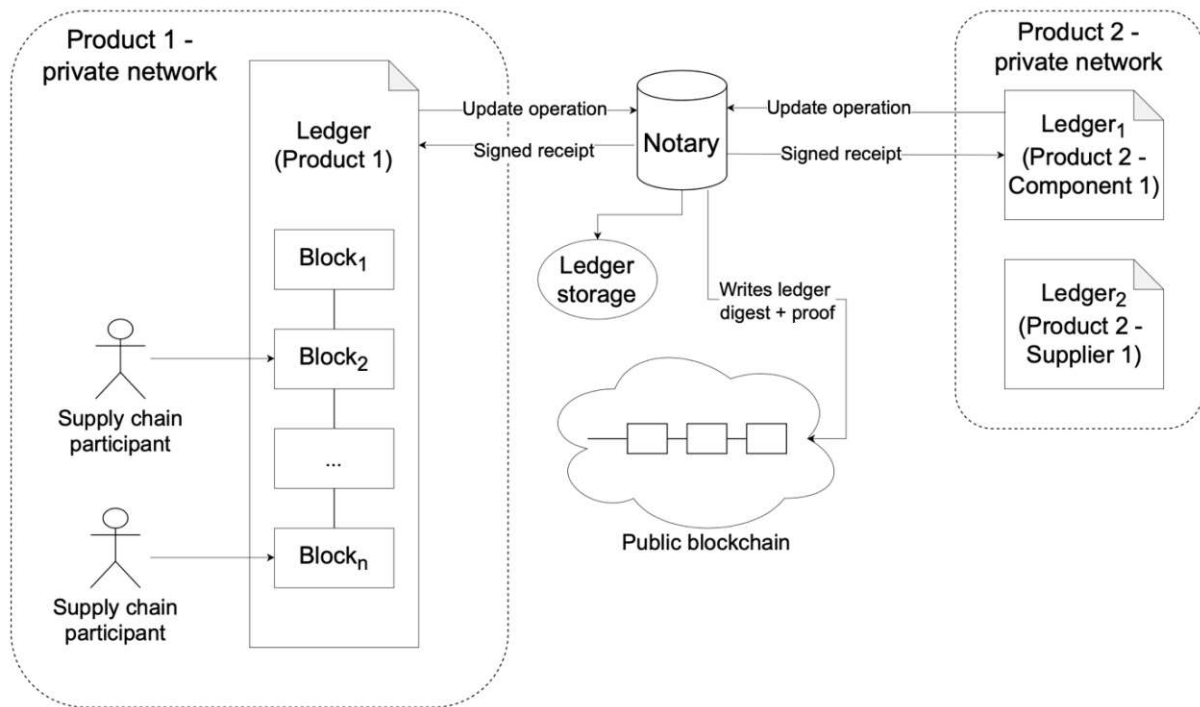 Product 1 -
private network
Ledger
(Product 1)
Block₁
Block₂
...
Blockₙ
Supply chain
participant
Supply chain
participant
Update operation
Signed receipt
Notary
Update operation
Signed receipt
Ledger
storage
Writes ledger
digest + proof
Public blockchain
Product 2 -
private network
Ledger₁
(Product 2 -
Component 1)
Ledger₂
(Product 2 -
Supplier 1)